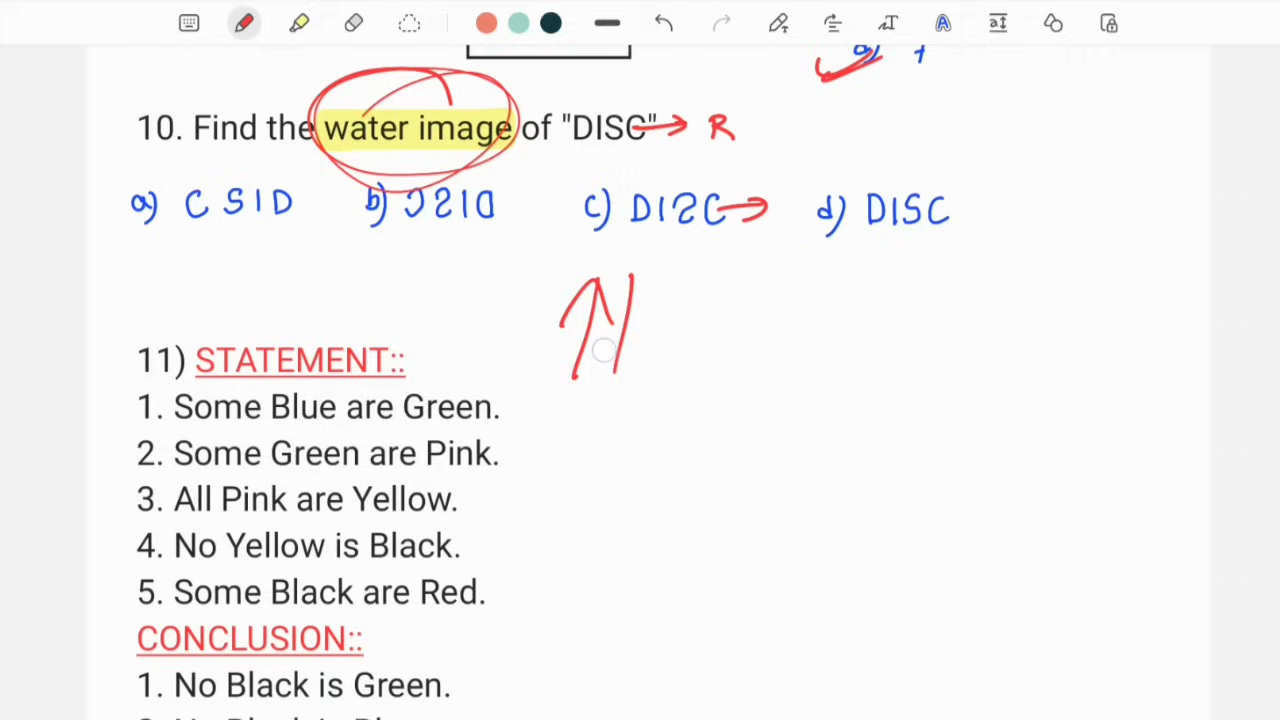 10. Find the water image of "DISC" → R
a) CSID b) ƆƧID c) DIƧC → d) DISC
11) STATEMENT::
1. Some Blue are Green.
2. Some Green are Pink.
3. All Pink are Yellow.
4. No Yellow is Black.
5. Some Black are Red.
CONCLUSION::
1. No Black is Green.